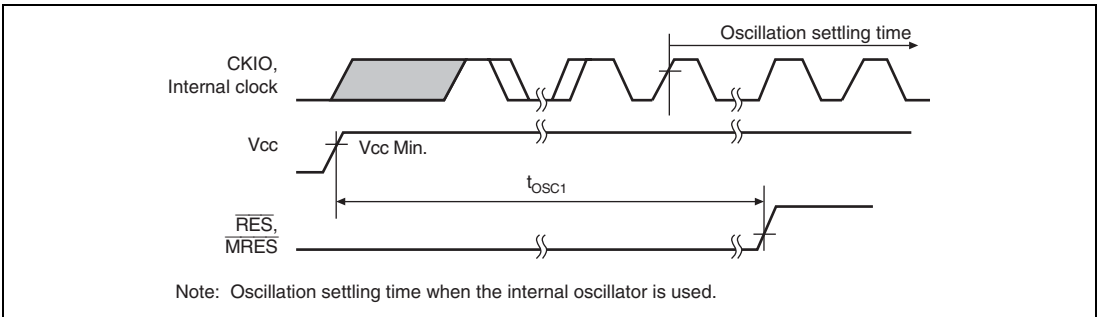 Oscillation settling time
CKIO,
Internal clock
Vcc
Vcc Min.
tOSC1
RES,
MRES
Note: Oscillation settling time when the internal oscillator is used.